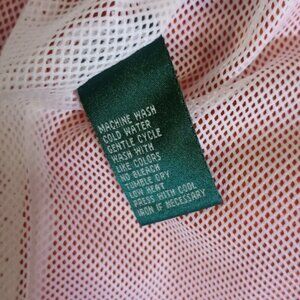 MACHINE WASH
COLD WATER
GENTLE CYCLE
WASH WITH
LIKE COLORS
NO BLEACH
TUMBLE DRY
LOW HEAT
PRESS WITH COOL
IRON IF NECESSARY